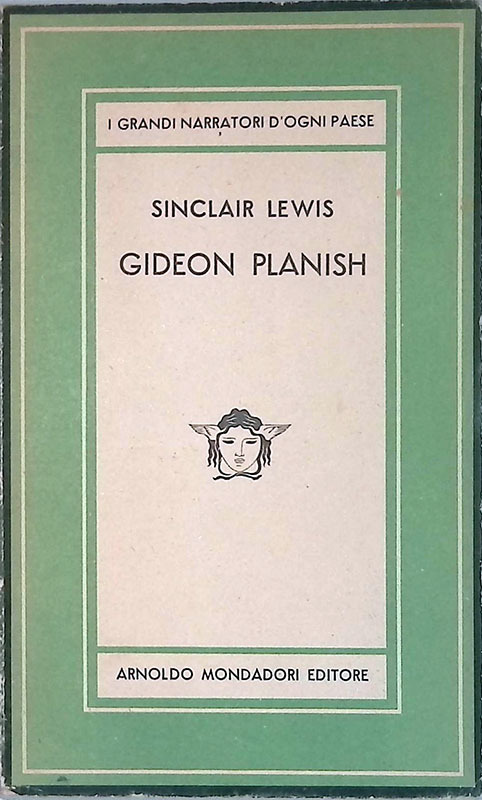 I GRANDI NARRATORI D'OGNI PAESE
SINCLAIR LEWIS
GIDEON PLANISH
ARNOLDO MONDADORI EDITORE